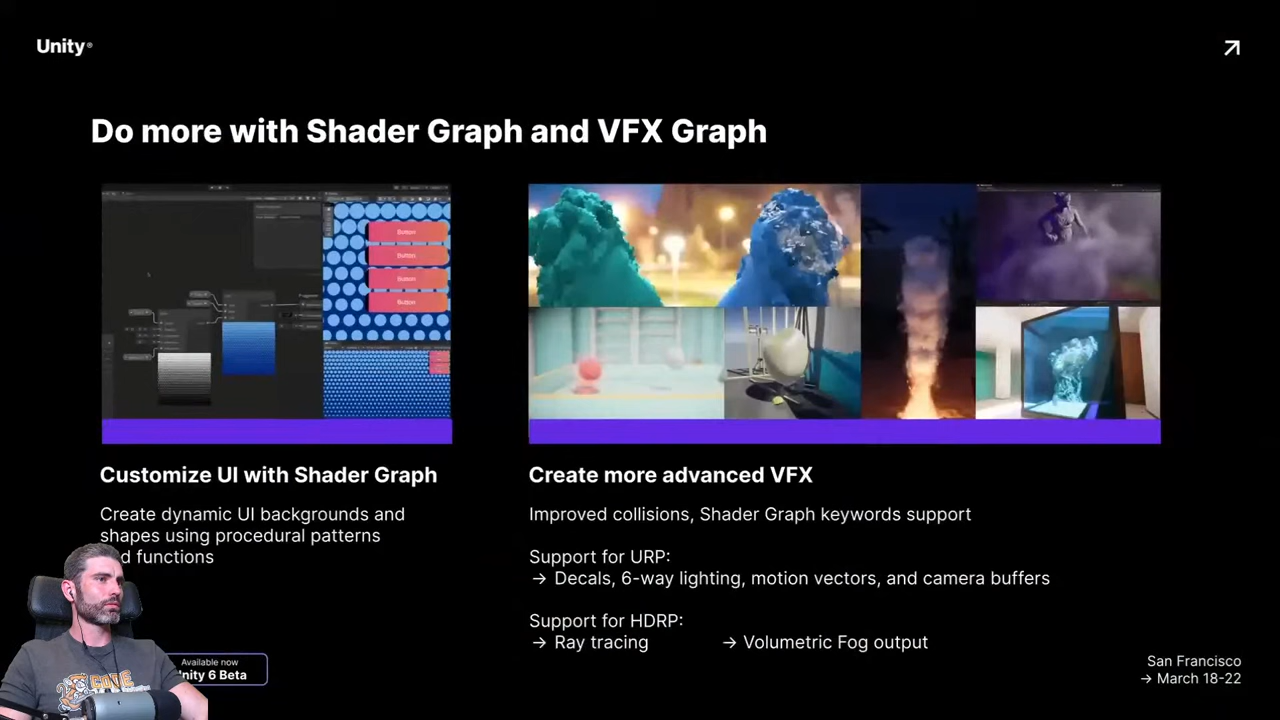 Unity®
Do more with Shader Graph and VFX Graph
Button
Button
Button
Button
Customize UI with Shader Graph
Create dynamic UI backgrounds and
shapes using procedural patterns
and functions
Create more advanced VFX
Improved collisions, Shader Graph keywords support
Support for URP:
→ Decals, 6-way lighting, motion vectors, and camera buffers
Support for HDRP:
→ Ray tracing
→ Volumetric Fog output
Available now
Unity 6 Beta
CODE
San Francisco
→ March 18-22